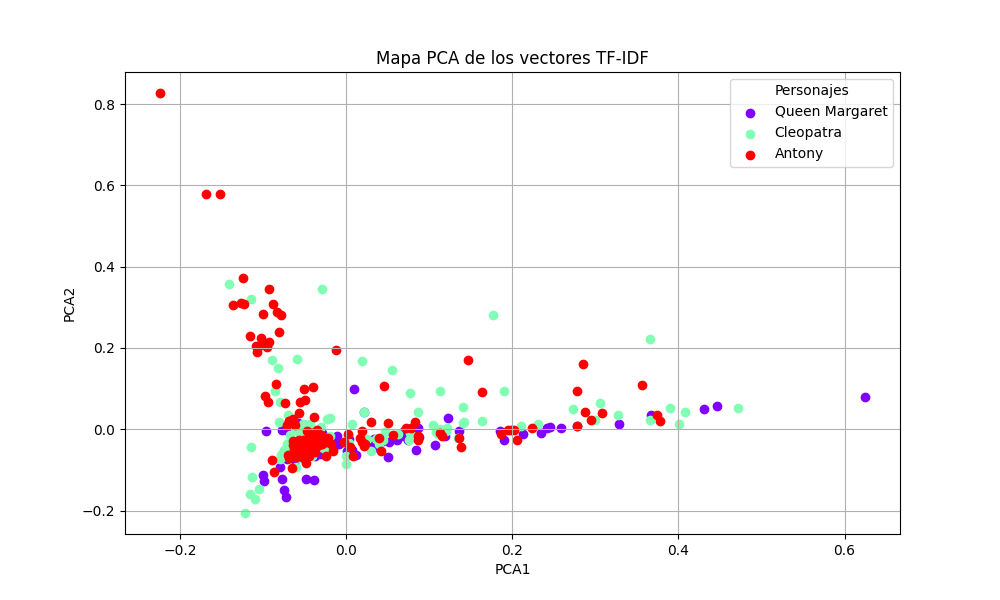 Mapa PCA de los vectores TF-IDF
Personajes
Queen Margaret
Cleopatra
Antony
PCA2
0.8
0.6
0.4
0.2
0.0
−0.2
−0.2
0.0
0.2
0.4
0.6
PCA1